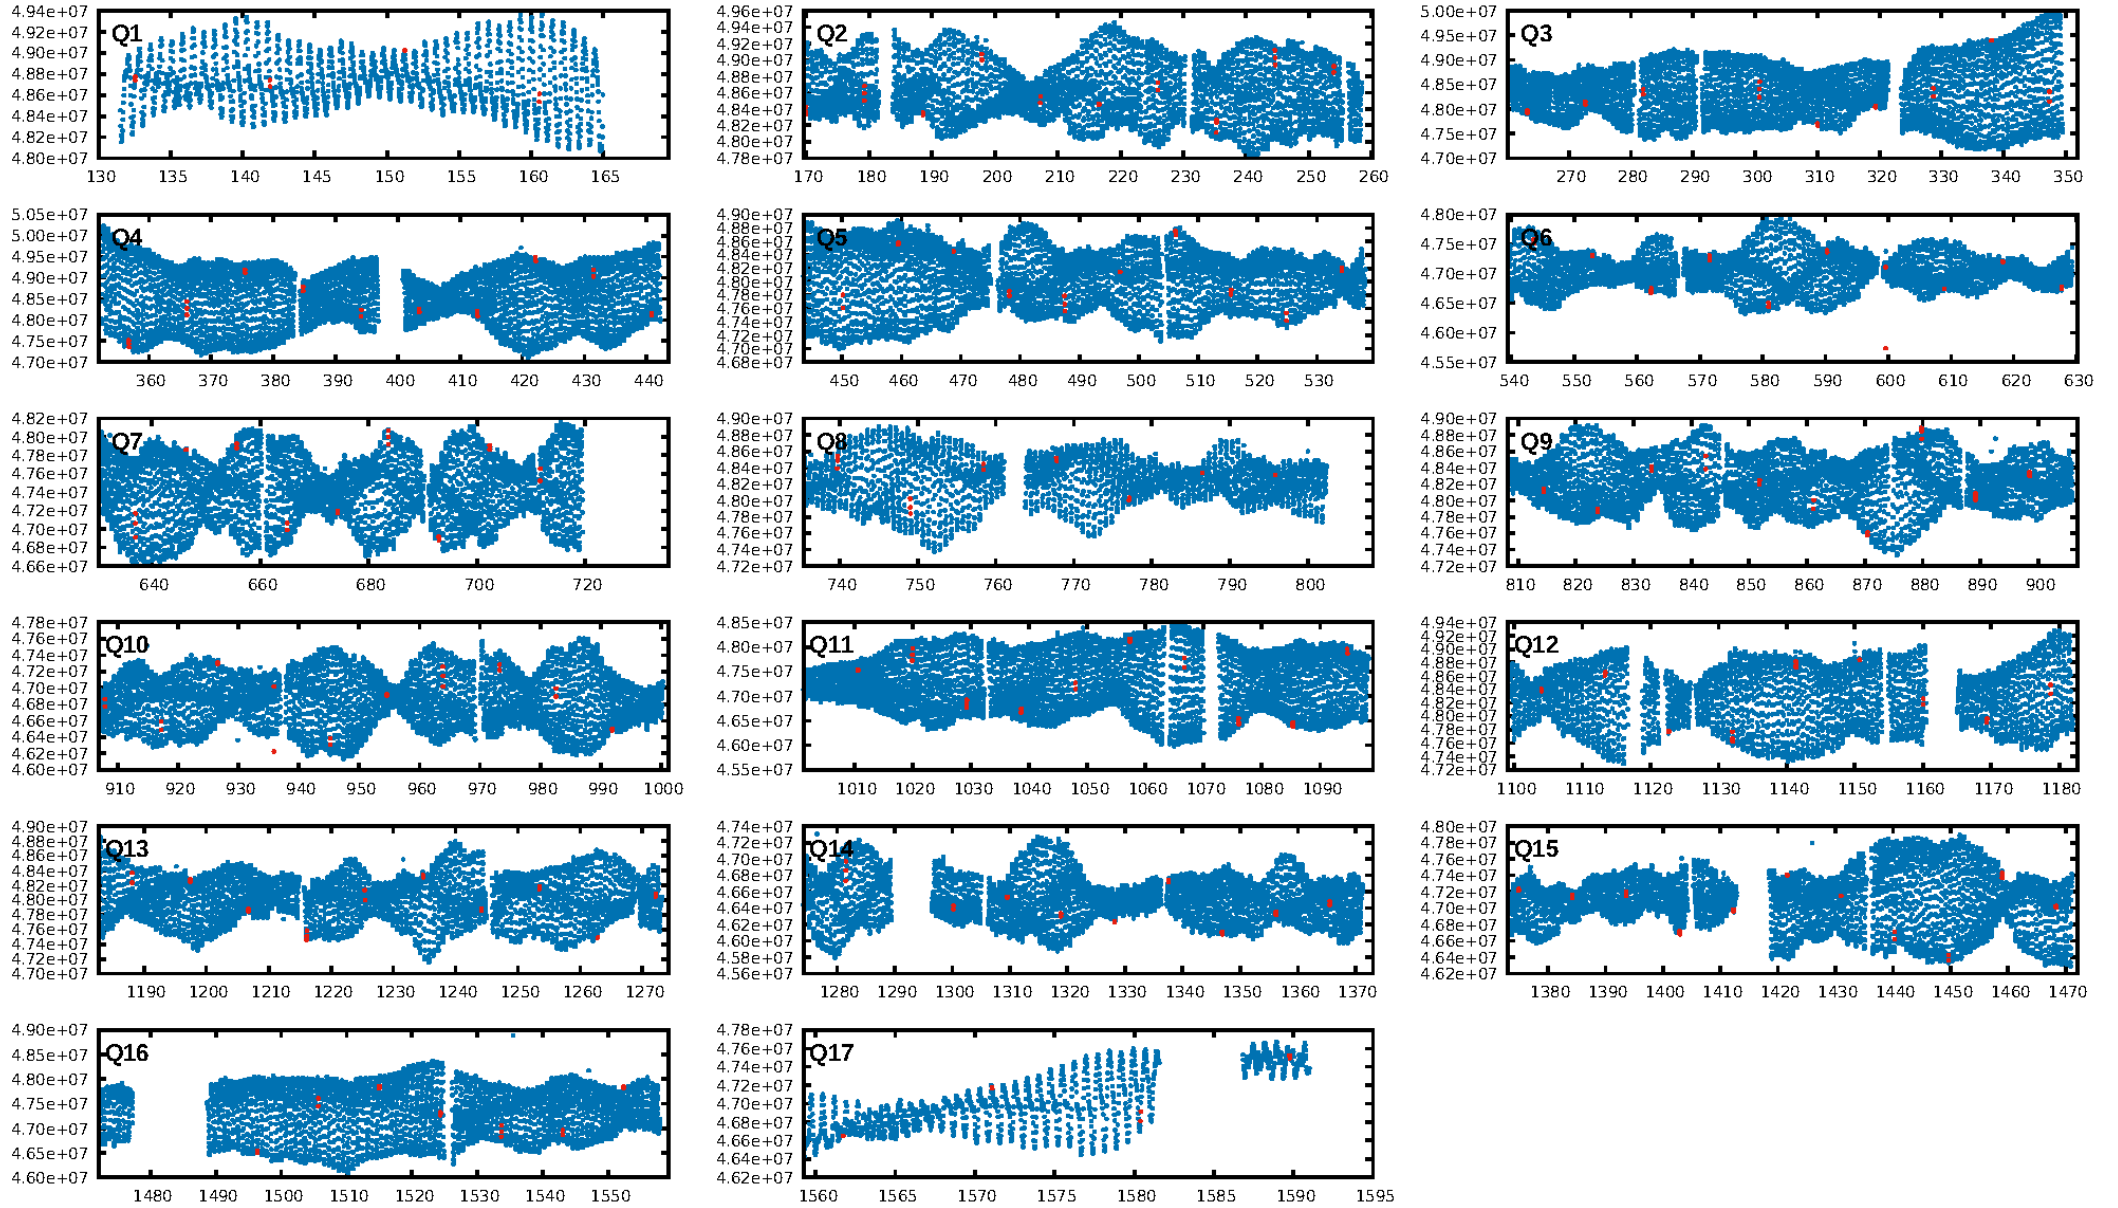 4.94e+07
4.92e+07
4.90e+07
4.88e+07
4.86e+07
4.84e+07
4.82e+07
4.80e+07
Q1
130 135 140 145 150 155 160 165
4.96e+07
4.94e+07
4.92e+07
4.90e+07
4.88e+07
4.86e+07
4.84e+07
4.82e+07
4.80e+07
4.78e+07
Q2
170 180 190 200 210 220 230 240 250 260
5.00e+07
4.95e+07
4.90e+07
4.85e+07
4.80e+07
4.75e+07
4.70e+07
Q3
270 280 290 300 310 320 330 340 350
5.05e+07
5.00e+07
4.95e+07
4.90e+07
4.85e+07
4.80e+07
4.75e+07
4.70e+07
Q4
360 370 380 390 400 410 420 430 440
4.90e+07
4.88e+07
4.86e+07
4.84e+07
4.82e+07
4.80e+07
4.78e+07
4.76e+07
4.74e+07
4.72e+07
4.70e+07
4.68e+07
Q5
450 460 470 480 490 500 510 520 530
4.80e+07
4.75e+07
4.70e+07
4.65e+07
4.60e+07
4.55e+07
Q6
540 550 560 570 580 590 600 610 620 630
4.82e+07
4.80e+07
4.78e+07
4.76e+07
4.74e+07
4.72e+07
4.70e+07
4.68e+07
4.66e+07
Q7
640 660 680 700 720
4.90e+07
4.88e+07
4.86e+07
4.84e+07
4.82e+07
4.80e+07
4.78e+07
4.76e+07
4.74e+07
4.72e+07
Q8
740 750 760 770 780 790 800
4.90e+07
4.88e+07
4.86e+07
4.84e+07
4.82e+07
4.80e+07
4.78e+07
4.76e+07
4.74e+07
4.72e+07
Q9
810 820 830 840 850 860 870 880 890 900
4.78e+07
4.76e+07
4.74e+07
4.72e+07
4.70e+07
4.68e+07
4.66e+07
4.64e+07
4.62e+07
4.60e+07
Q10
910 920 930 940 950 960 970 980 990 1000
4.85e+07
4.80e+07
4.75e+07
4.70e+07
4.65e+07
4.60e+07
4.55e+07
Q11
1010 1020 1030 1040 1050 1060 1070 1080 1090
4.94e+07
4.92e+07
4.90e+07
4.88e+07
4.86e+07
4.84e+07
4.82e+07
4.80e+07
4.78e+07
4.76e+07
4.74e+07
4.72e+07
Q12
1100 1110 1120 1130 1140 1150 1160 1170 1180
4.90e+07
4.88e+07
4.86e+07
4.84e+07
4.82e+07
4.80e+07
4.78e+07
4.76e+07
4.74e+07
4.72e+07
4.70e+07
Q13
1190 1200 1210 1220 1230 1240 1250 1260 1270
4.74e+07
4.72e+07
4.70e+07
4.68e+07
4.66e+07
4.64e+07
4.62e+07
4.60e+07
4.58e+07
4.56e+07
Q14
1280 1290 1300 1310 1320 1330 1340 1350 1360 1370
4.80e+07
4.78e+07
4.76e+07
4.74e+07
4.72e+07
4.70e+07
4.68e+07
4.66e+07
4.64e+07
4.62e+07
Q15
1380 1390 1400 1410 1420 1430 1440 1450 1460 1470
4.90e+07
4.85e+07
4.80e+07
4.75e+07
4.70e+07
4.65e+07
4.60e+07
Q16
1480 1490 1500 1510 1520 1530 1540 1550
4.78e+07
4.76e+07
4.74e+07
4.72e+07
4.70e+07
4.68e+07
4.66e+07
4.64e+07
4.62e+07
Q17
1560 1565 1570 1575 1580 1585 1590 1595